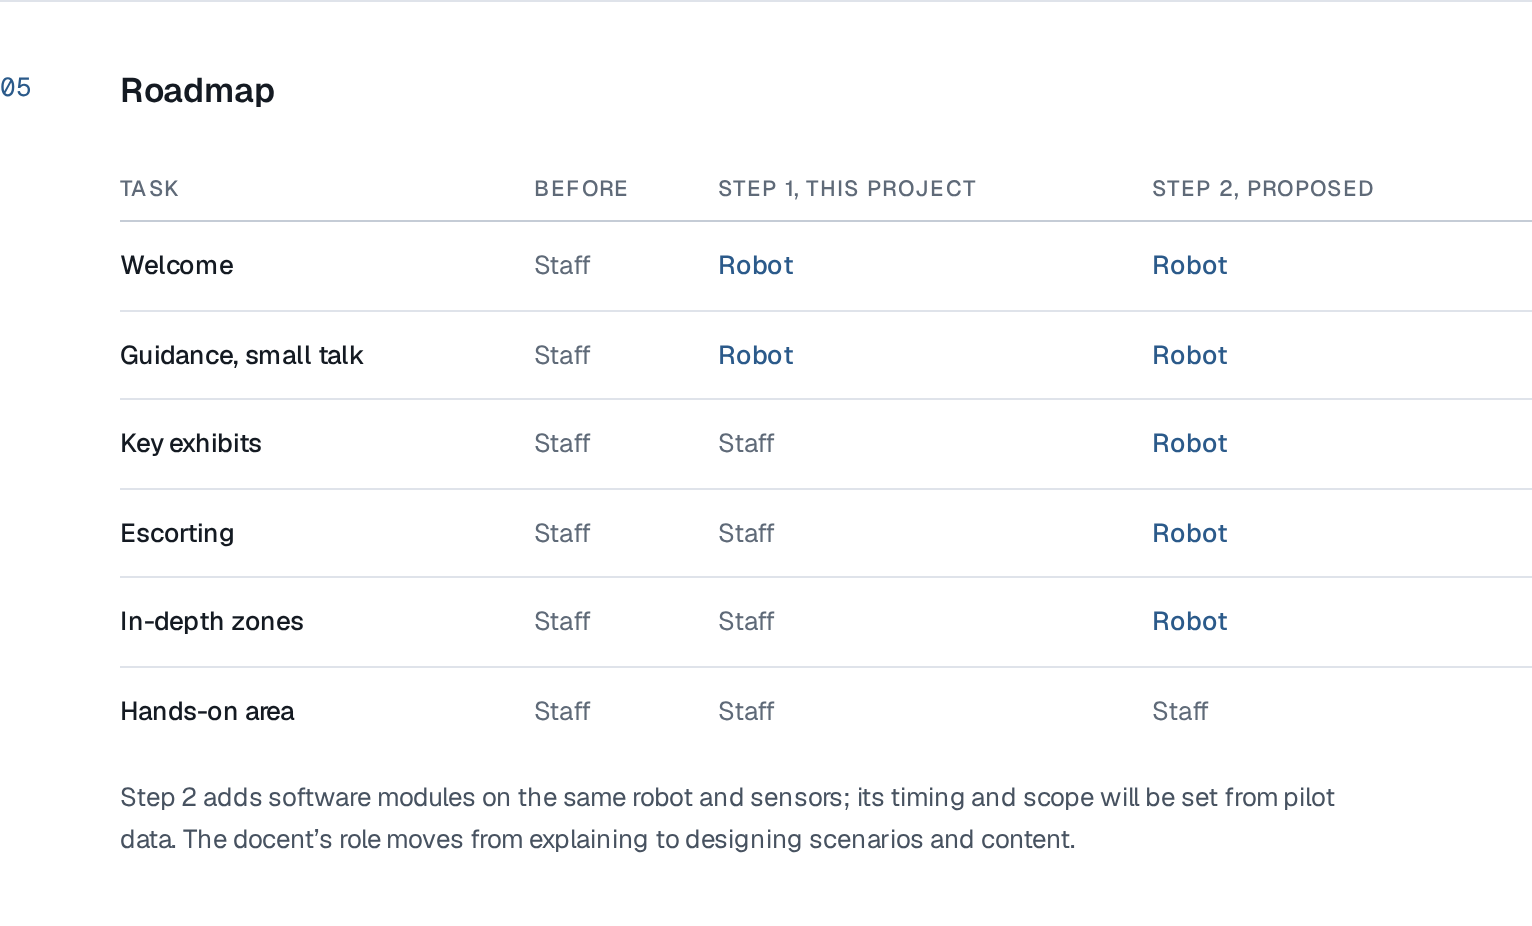 05 Roadmap
TASK BEFORE STEP 1, THIS PROJECT STEP 2, PROPOSED
Welcome Staff Robot Robot
Guidance, small talk Staff Robot Robot
Key exhibits Staff Staff Robot
Escorting Staff Staff Robot
In-depth zones Staff Staff Robot
Hands-on area Staff Staff Staff
Step 2 adds software modules on the same robot and sensors; its timing and scope will be set from pilot
data. The docent’s role moves from explaining to designing scenarios and content.